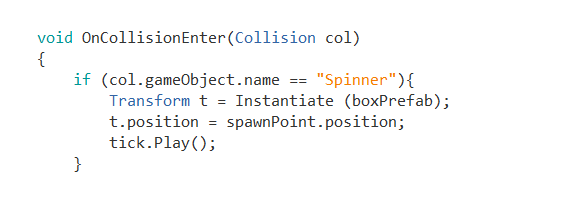 void OnCollisionEnter(Collision col)
{
    if (col.gameObject.name == "Spinner"){
        Transform t = Instantiate (boxPrefab);
        t.position = spawnPoint.position;
        tick.Play();
    }